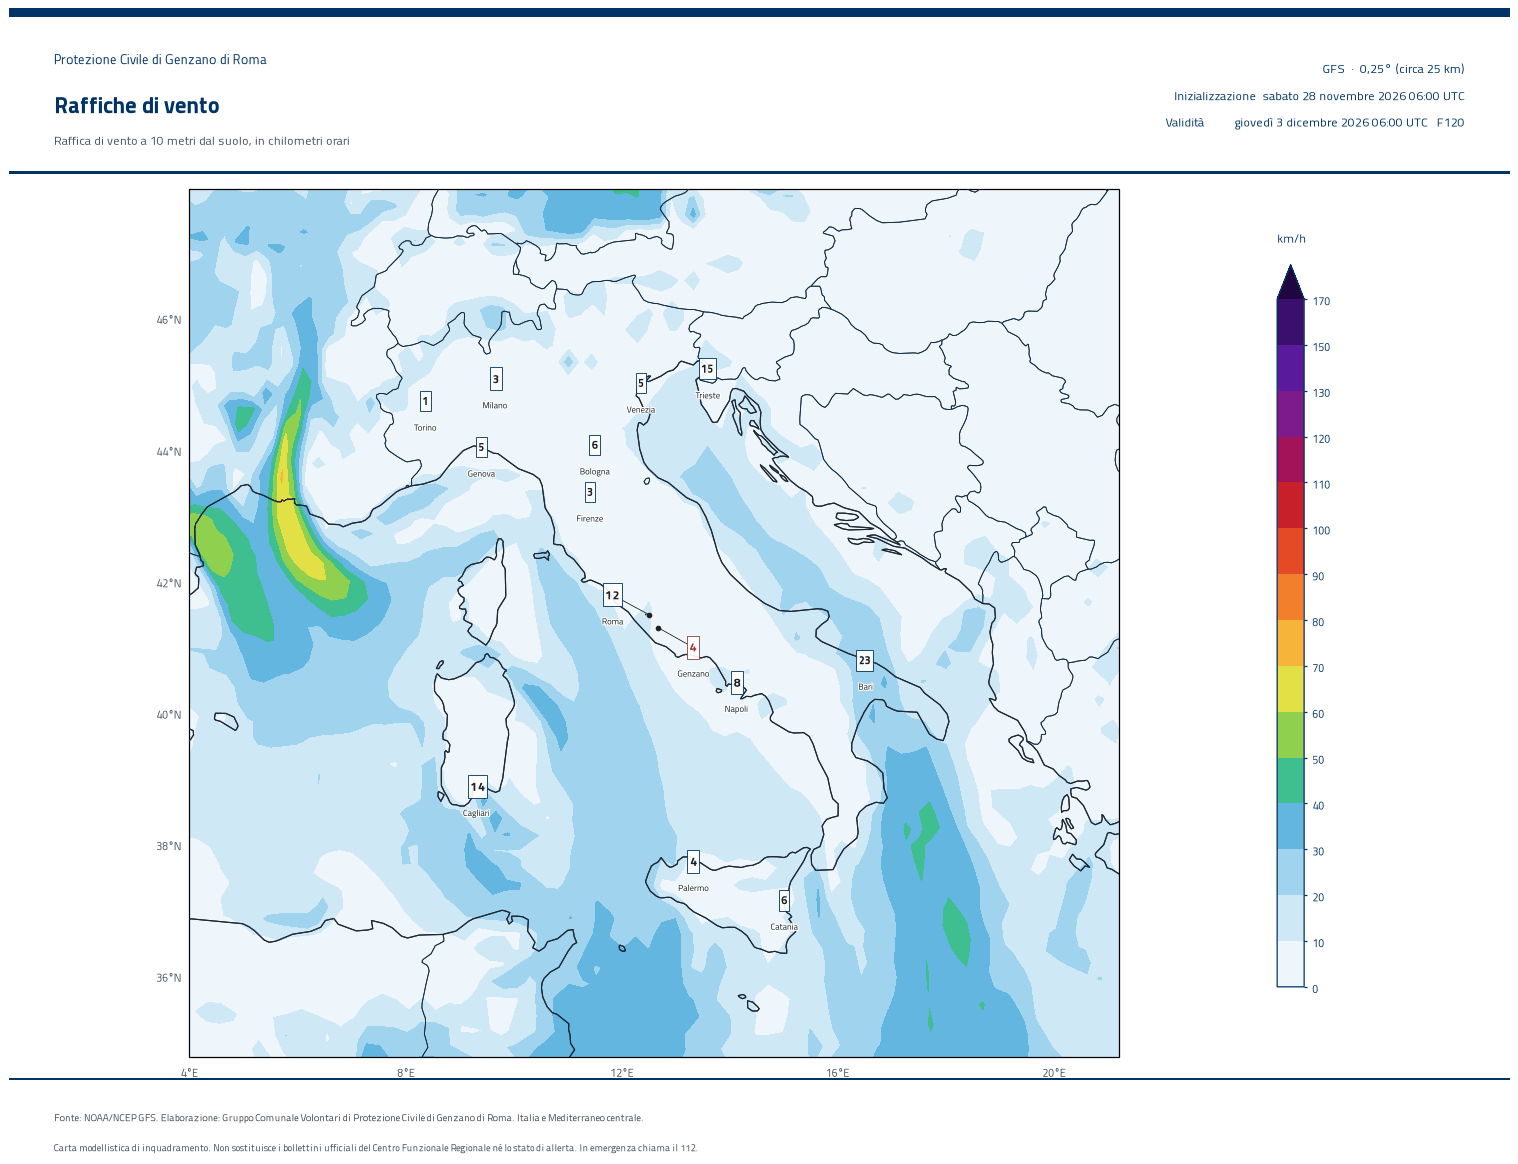 Protezione Civile di Genzano di Roma
Raffiche di vento
Raffica di vento a 10 metri dal suolo, in chilometri orari
GFS · 0,25° (circa 25 km)
Inizializzazione sabato 28 novembre 2026 06:00 UTC
Validità giovedì 3 dicembre 2026 06:00 UTC F120
km/h
170
150
130
120
110
100
90
80
70
60
50
40
30
20
10
0
46°N
44°N
42°N
40°N
38°N
36°N
4°E
8°E
12°E
16°E
20°E
15
Trieste
3
Milano
5
Venezia
1
Torino
5
Genova
6
Bologna
3
Firenze
12
Roma
4
Genzano
23
Bari
8
Napoli
14
Cagliari
4
Palermo
6
Catania
Fonte: NOAA/NCEP GFS. Elaborazione: Gruppo Comunale Volontari di Protezione Civile di Genzano di Roma. Italia e Mediterraneo centrale.
Carta modellistica di inquadramento. Non sostituisce i bollettini ufficiali del Centro Funzionale Regionale né lo stato di allerta. In emergenza chiama il 112.